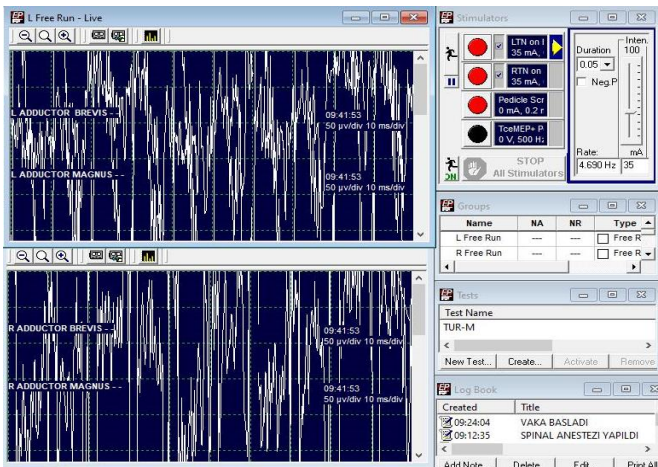 L Free Run - Live
L ADDUCTOR BREVIS - -
09:41:53
50 µv/div 10 ms/div
L ADDUCTOR MAGNUS - -
09:41:53
50 µv/div 10 ms/div
R ADDUCTOR BREVIS - -
09:41:53
50 µv/div 10 ms/div
R ADDUCTOR MAGNUS - -
09:41:53
50 µv/div 10 ms/div
Stimulators
LTN on l
35 mA,
RTN on
35 mA,
Pedicle Scr
0 mA, 0.2 r
TceMEP+ P
0 V, 500 Hz
STOP
All Stimulators
ON
Duration
0.05
Neg.P
Inten.
100
Rate:
mA
4.690 Hz
35
Groups
Name NA NR Type
L Free Run --- --- Free R
R Free Run --- --- Free R
Tests
Test Name
TUR-M
New Test... Create... Activate Remove
Log Book
Created Title
09:24:04 VAKA BASLADI
09:12:35 SPINAL ANESTEZI YAPILDI
Add Note Delete Edit Print All